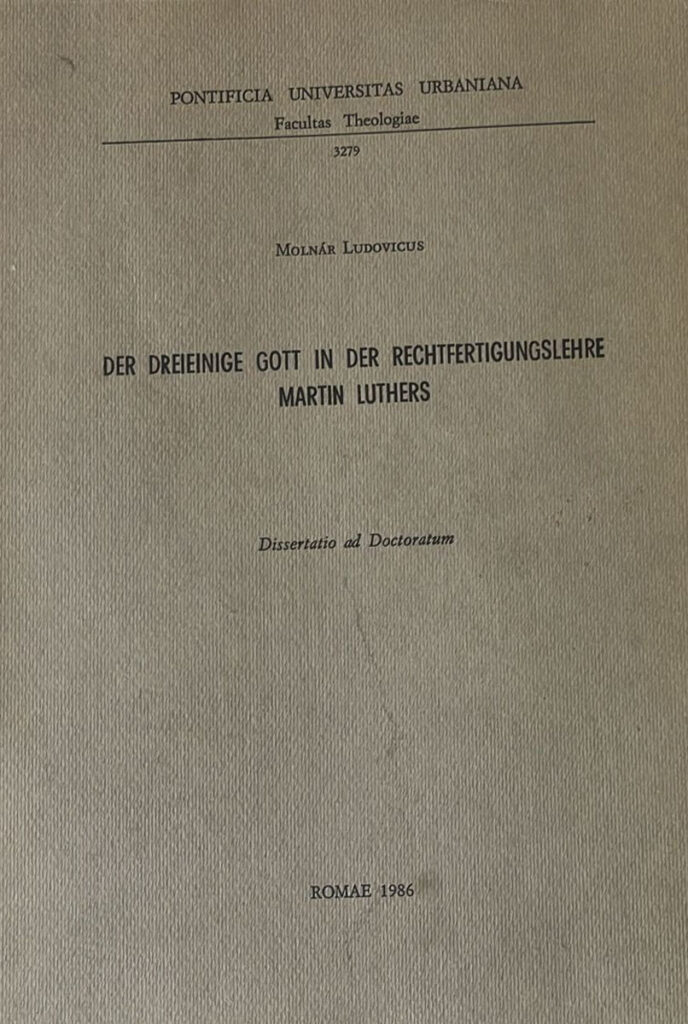 PONTIFICIA UNIVERSITAS URBANIANA
Facultas Theologiae
3279
MOLNÁR LUDOVICUS
DER DREIEINIGE GOTT IN DER RECHTFERTIGUNGSLEHRE
MARTIN LUTHERS
Dissertatio ad Doctoratum
ROMAE 1986